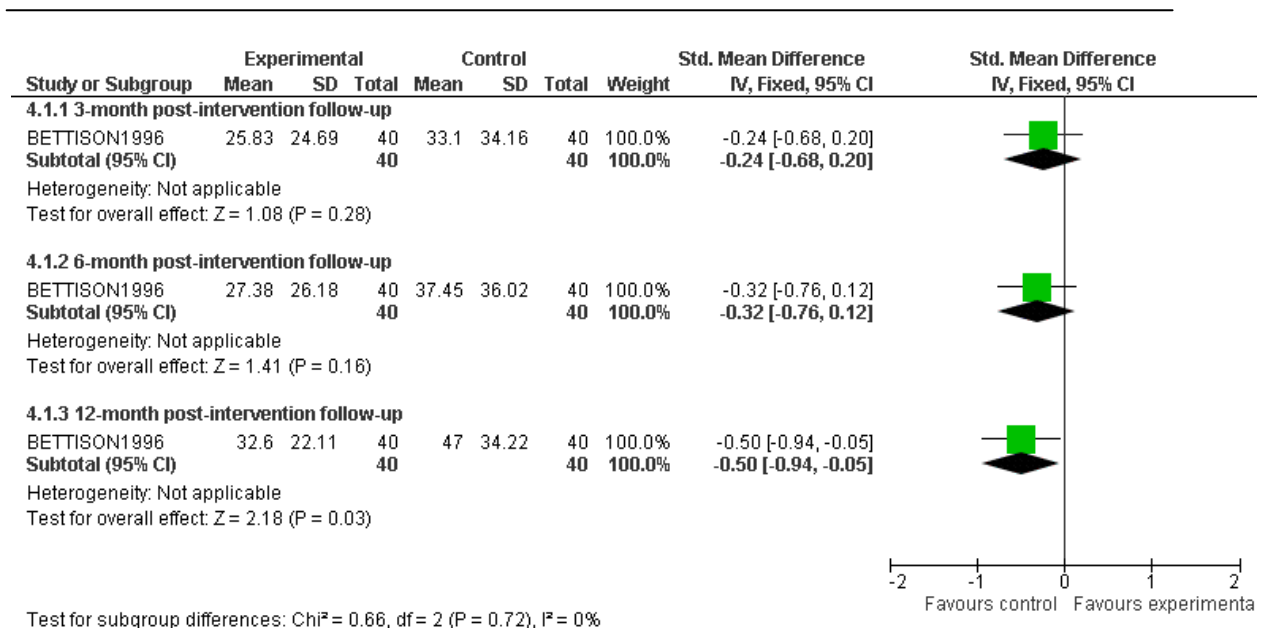 Experimental Control Std. Mean Difference Std. Mean Difference
Study or Subgroup Mean SD Total Mean SD Total Weight IV, Fixed, 95% CI IV, Fixed, 95% CI
4.1.1 3-month post-intervention follow-up
BETTISON1996 25.83 24.69 40 33.1 34.16 40 100.0% -0.24 [-0.68, 0.20]
Subtotal (95% CI) 40 40 100.0% -0.24 [-0.68, 0.20]
Heterogeneity: Not applicable
Test for overall effect: Z = 1.08 (P = 0.28)
4.1.2 6-month post-intervention follow-up
BETTISON1996 27.38 26.18 40 37.45 36.02 40 100.0% -0.32 [-0.76, 0.12]
Subtotal (95% CI) 40 40 100.0% -0.32 [-0.76, 0.12]
Heterogeneity: Not applicable
Test for overall effect: Z = 1.41 (P = 0.16)
4.1.3 12-month post-intervention follow-up
BETTISON1996 32.6 22.11 40 47 34.22 40 100.0% -0.50 [-0.94, -0.05]
Subtotal (95% CI) 40 40 100.0% -0.50 [-0.94, -0.05]
Heterogeneity: Not applicable
Test for overall effect: Z = 2.18 (P = 0.03)
-2 -1 0 1 2
Favours control Favours experimenta
Test for subgroup differences: Chi² = 0.66, df = 2 (P = 0.72), I² = 0%